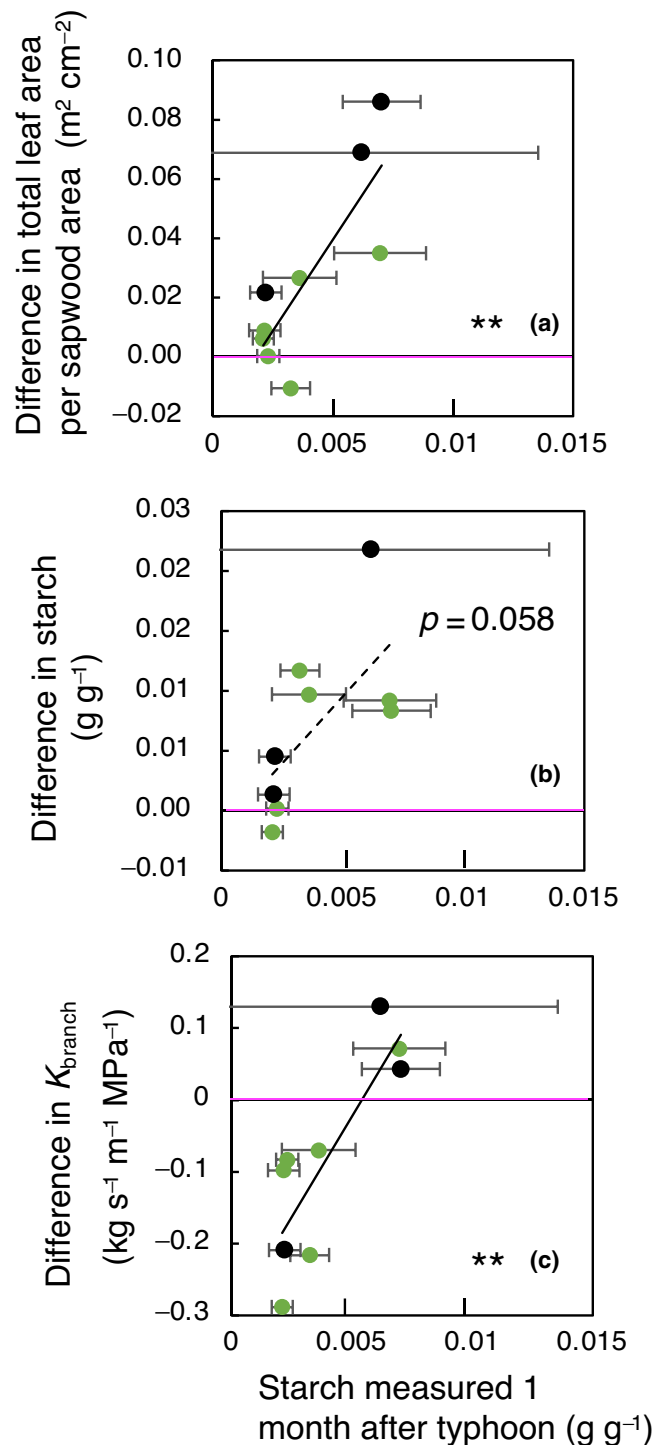 Difference in total leaf area
per sapwood area (m² cm⁻²)
0.10
0.08
0.06
0.04
0.02
0.00
−0.02
** (a)
0 0.005 0.01 0.015
Difference in starch
(g g⁻¹)
0.03
0.02
0.02
0.01
0.01
0.00
−0.01
p = 0.058
(b)
0 0.005 0.01 0.015
Difference in Kbranch
(kg s⁻¹ m⁻¹ MPa⁻¹)
0.2
0.1
0
−0.1
−0.2
−0.3
** (c)
0 0.005 0.01 0.015
Starch measured 1
month after typhoon (g g⁻¹)